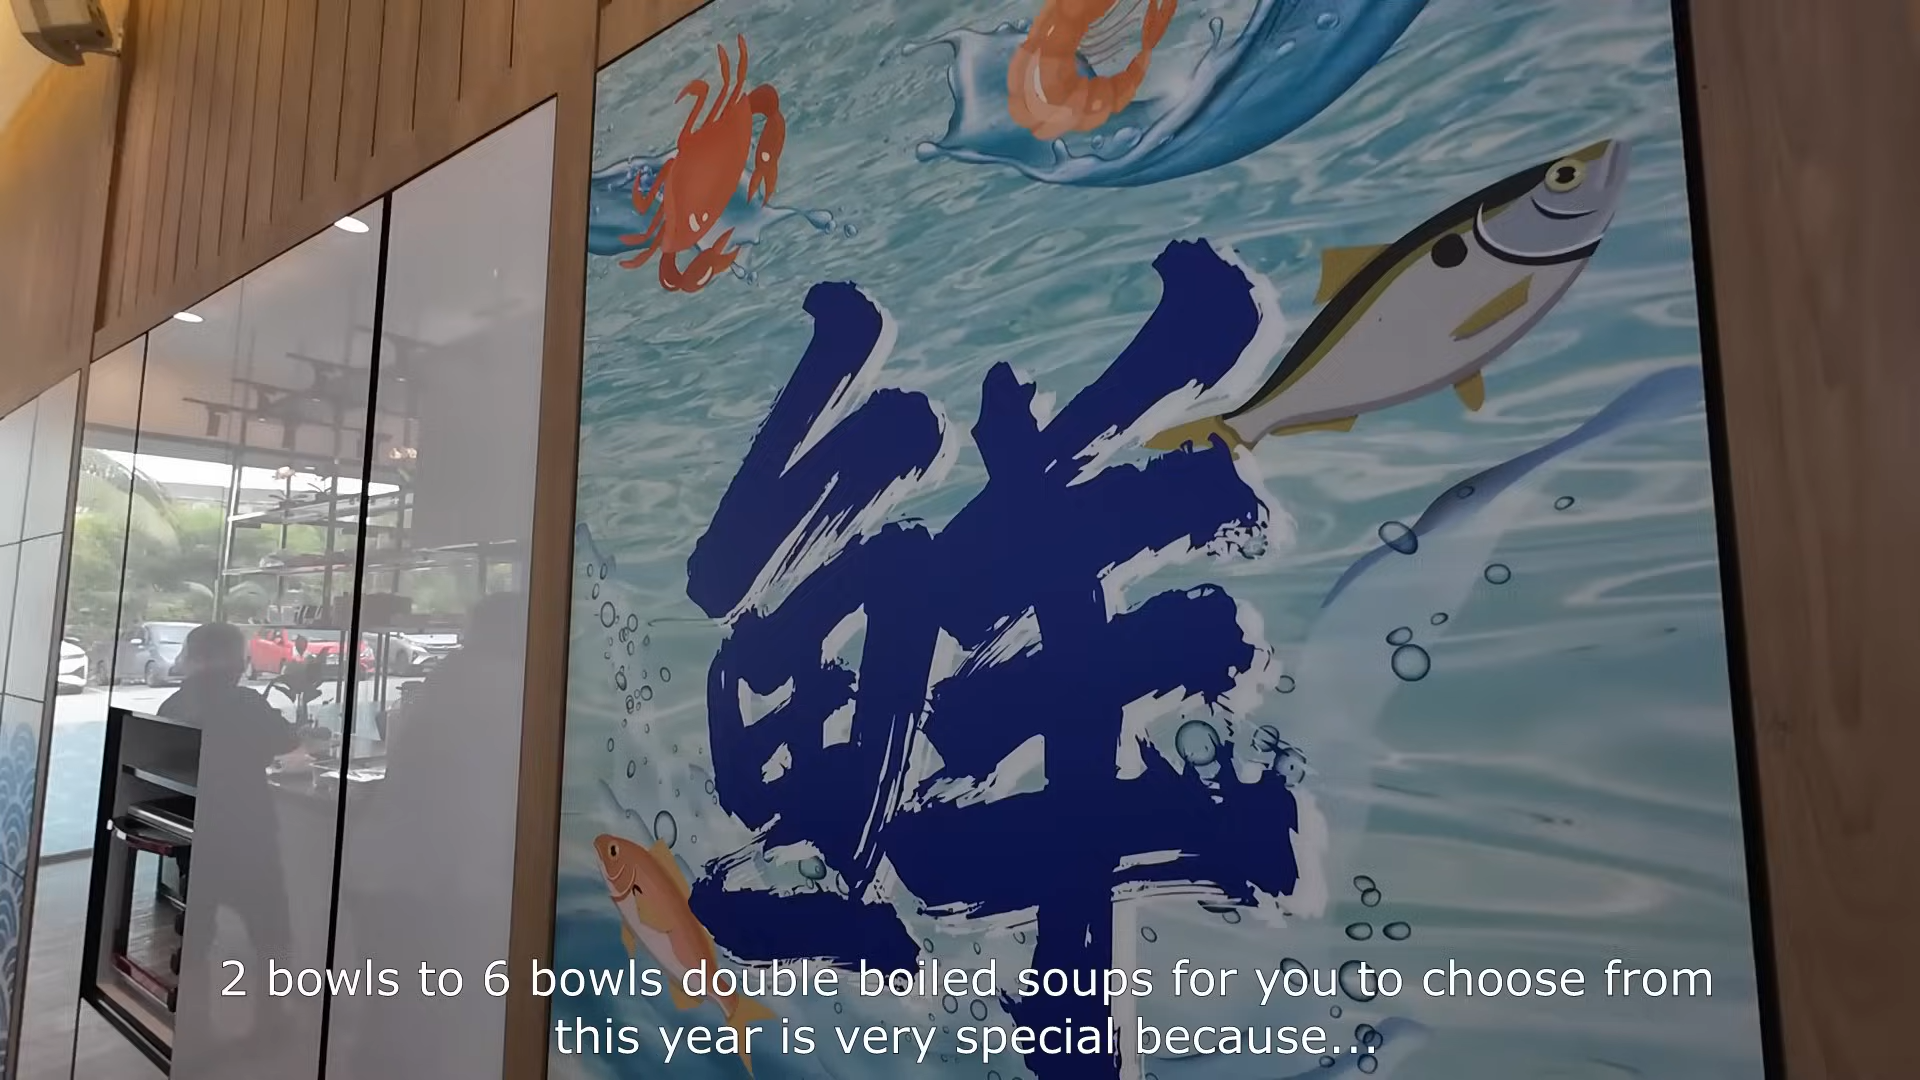 鲜
2 bowls to 6 bowls double boiled soups for you to choose from
this year is very special because...